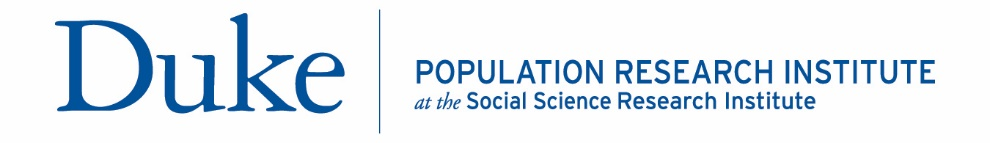 Duke
POPULATION RESEARCH INSTITUTE
at the Social Science Research Institute